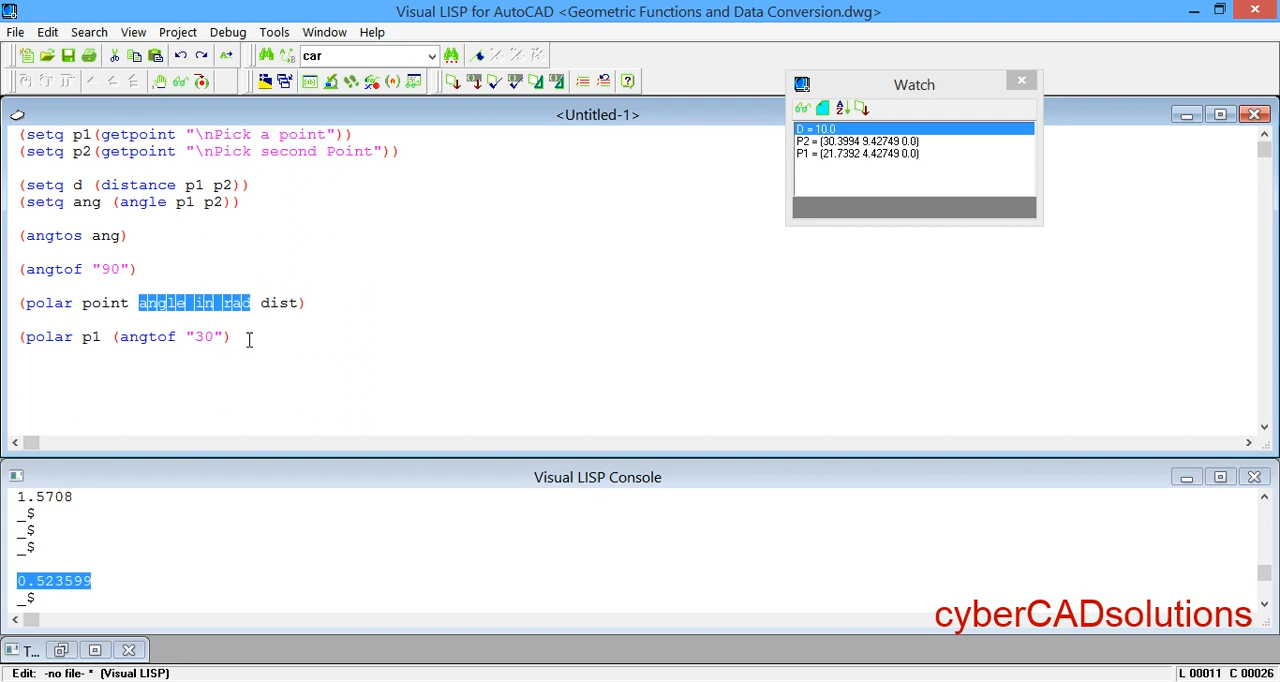 Visual LISP for AutoCAD <Geometric Functions and Data Conversion.dwg>
File Edit Search View Project Debug Tools Window Help
car
Watch
D = 10.0
P2 = (30.3994 9.42749 0.0)
P1 = (21.7392 4.42749 0.0)
<Untitled-1>
(setq p1(getpoint "\nPick a point"))
(setq p2(getpoint "\nPick second Point"))
(setq d (distance p1 p2))
(setq ang (angle p1 p2))
(angtos ang)
(angtof "90")
(polar point angle in rad dist)
(polar p1 (angtof "30")
Visual LISP Console
1.5708
_$
_$
_$
0.523599
_$
cyberCADsolutions
T...
Edit: -no file- * (Visual LISP)
L 00011 C 00026